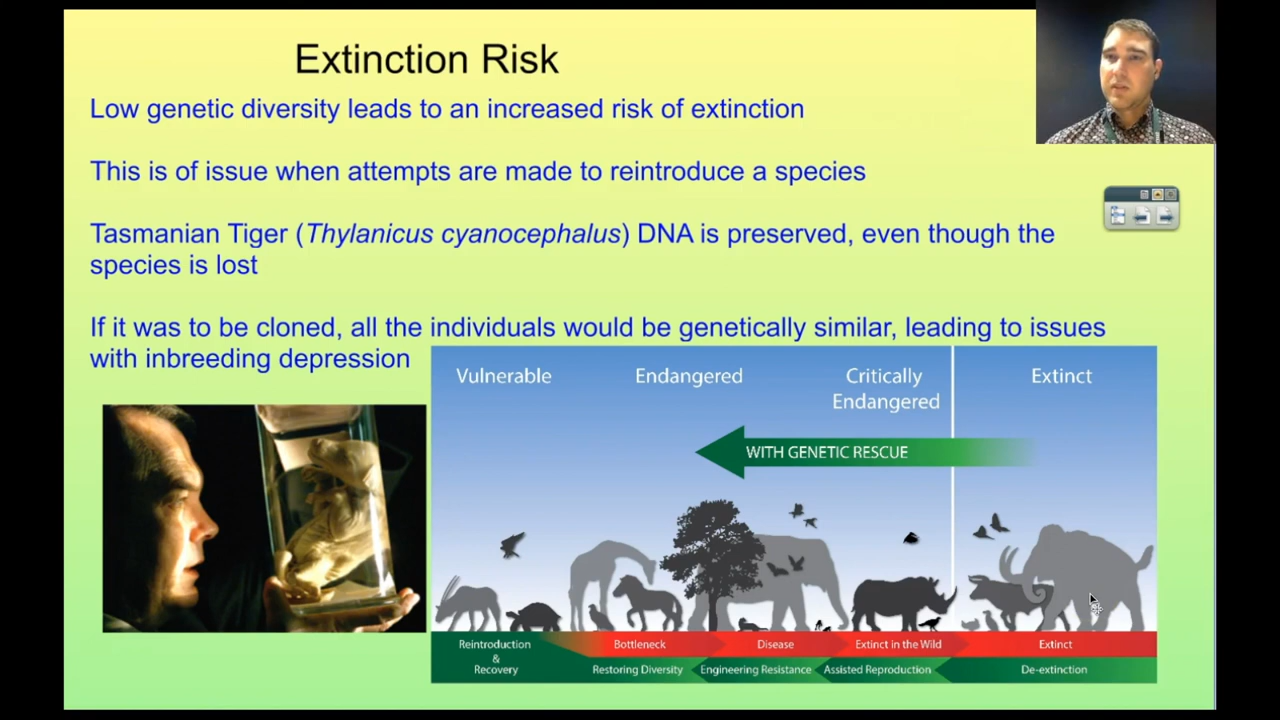 Extinction Risk
Low genetic diversity leads to an increased risk of extinction
This is of issue when attempts are made to reintroduce a species
Tasmanian Tiger (Thylanicus cyanocephalus) DNA is preserved, even though the
species is lost
If it was to be cloned, all the individuals would be genetically similar, leading to issues
with inbreeding depression
Vulnerable
Endangered
Critically
Endangered
Extinct
WITH GENETIC RESCUE
Reintroduction
&
Recovery
Bottleneck
Disease
Extinct in the Wild
Extinct
Restoring Diversity
Engineering Resistance
Assisted Reproduction
De-extinction